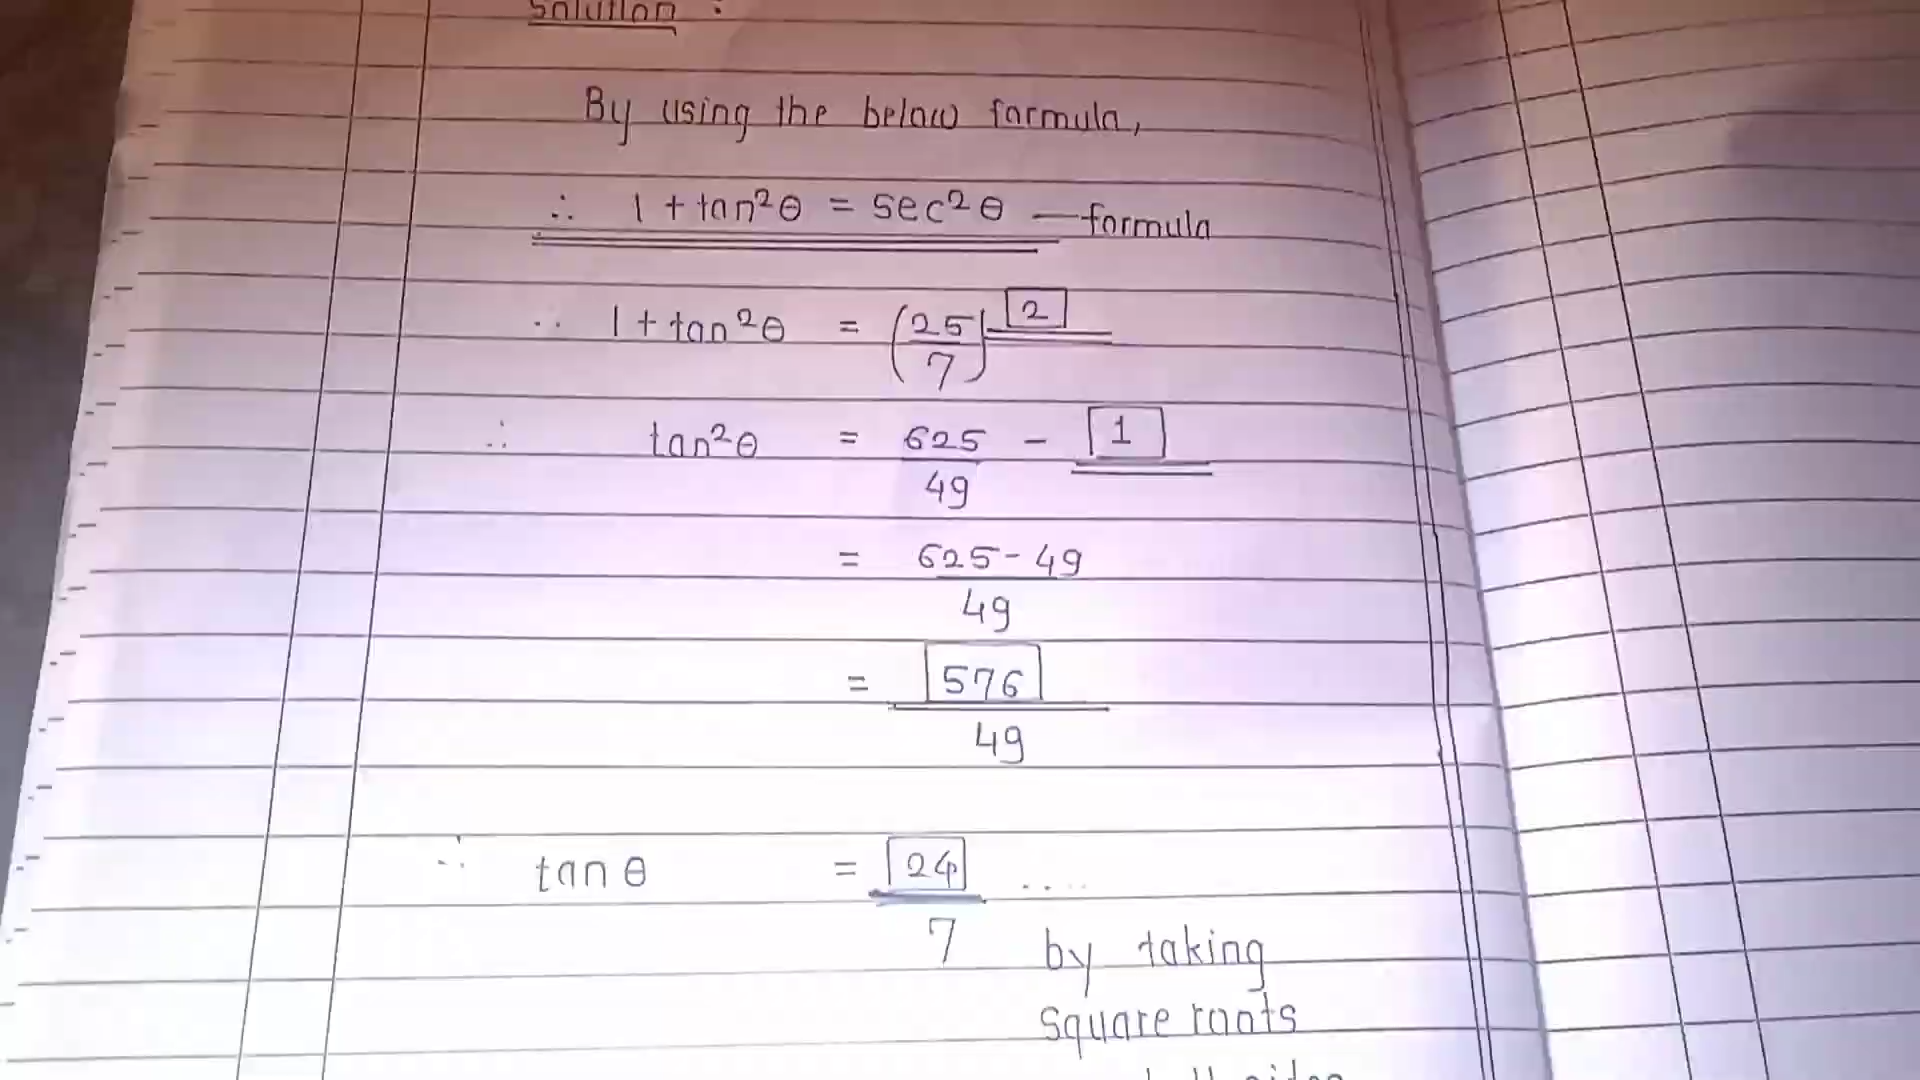 Solution :
By using the below formula,
∴ 1 + tan²θ = sec²θ — formula
∴ 1 + tan²θ = (25/7)²
∴ tan²θ = 625/49 - 1
= 625 - 49 / 49
= 576/49
∴ tan θ = 24/7 ....
by taking
square roots